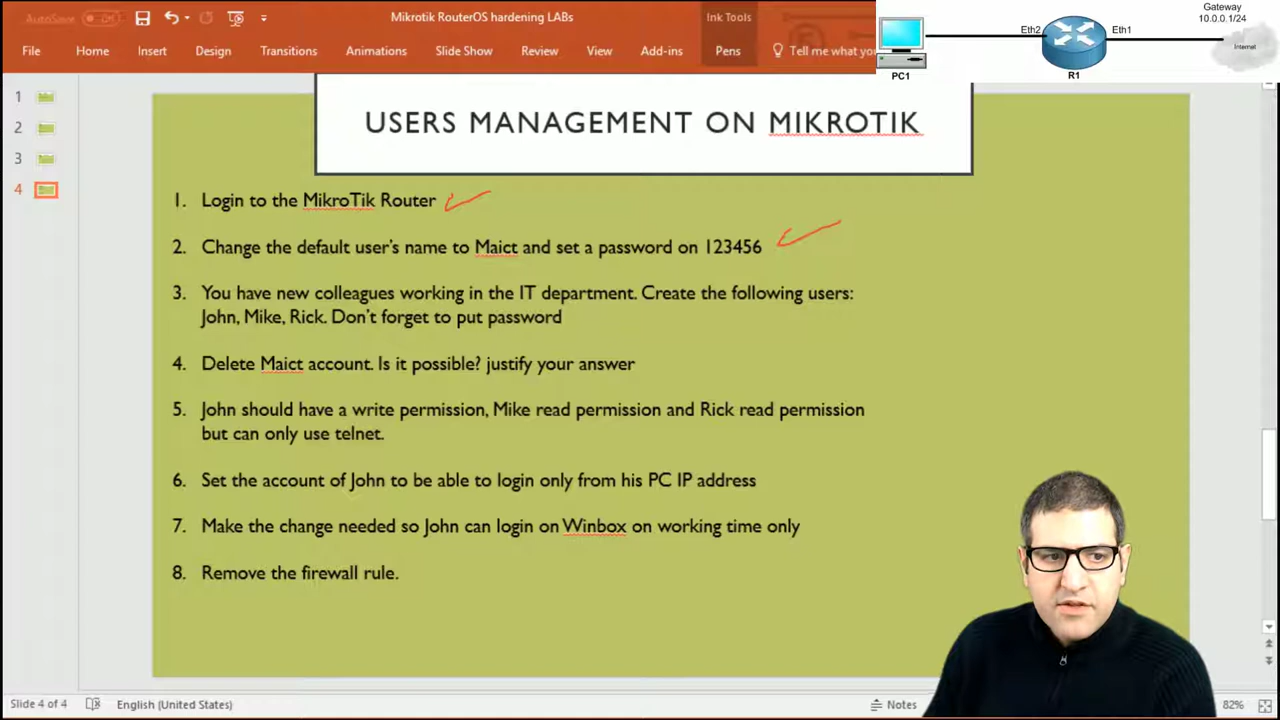 AutoSave Off
Mikrotik RouterOS hardening LABs
Ink Tools
File Home Insert Design Transitions Animations Slide Show Review View Add-ins Pens Tell me what you
Gateway
10.0.0.1/24
Eth2 Eth1
Internet
PC1 R1
1
2
3
4
USERS MANAGEMENT ON MIKROTIK
1. Login to the MikroTik Router
2. Change the default user's name to Maict and set a password on 123456
3. You have new colleagues working in the IT department. Create the following users:
John, Mike, Rick. Don't forget to put password
4. Delete Maict account. Is it possible? justify your answer
5. John should have a write permission, Mike read permission and Rick read permission
but can only use telnet.
6. Set the account of John to be able to login only from his PC IP address
7. Make the change needed so John can login on Winbox on working time only
8. Remove the firewall rule.
Slide 4 of 4 English (United States) Notes 82%